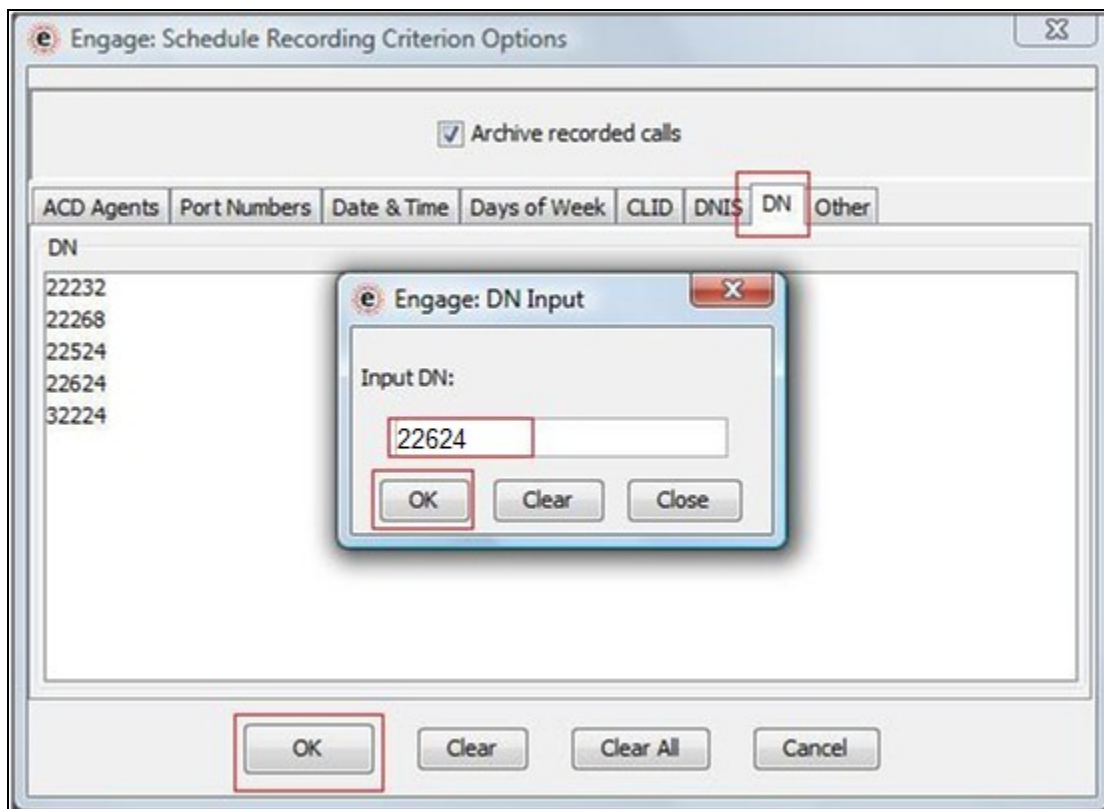 e Engage: Schedule Recording Criterion Options
Archive recorded calls
ACD Agents Port Numbers Date & Time Days of Week CLID DNIS DN Other
DN
22232
22268
22524
22624
32224
e Engage: DN Input
Input DN:
22624
OK Clear Close
OK Clear Clear All Cancel